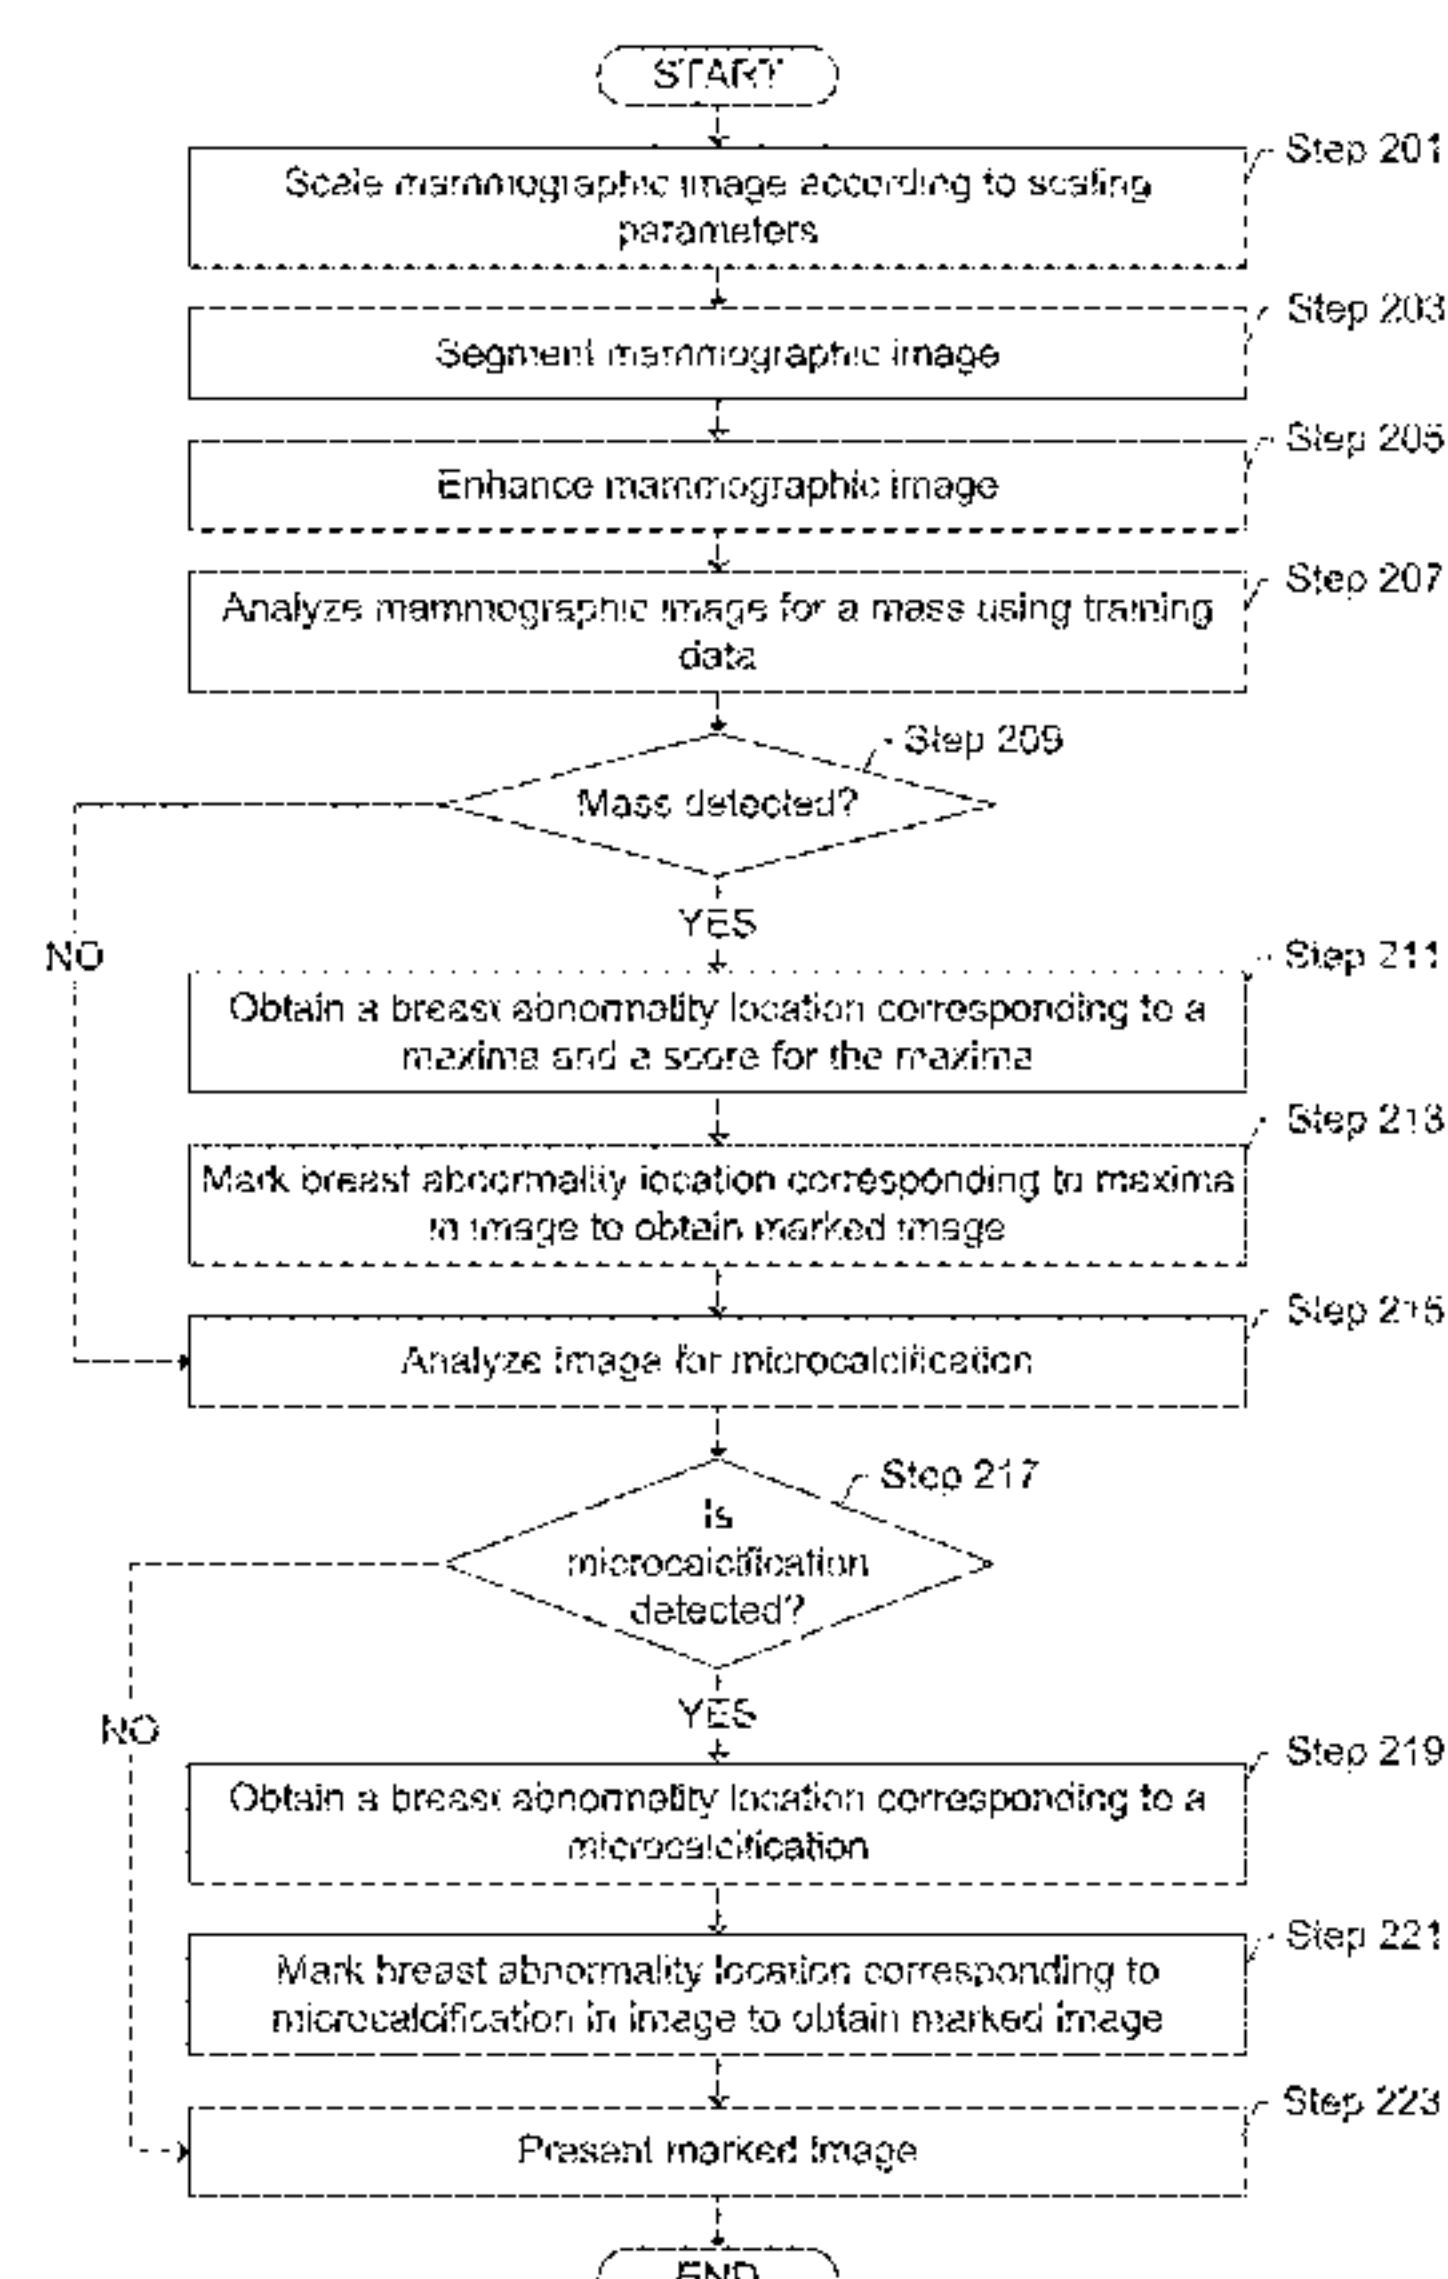 START
Step 201
Scale mammographic image according to scaling
parameters
Step 203
Segment mammographic image
Step 205
Enhance mammographic image
Step 207
Analyze mammographic image for a mass using training
data
Step 209
Mass detected?
YES
NO
Step 211
Obtain a breast abnormality location corresponding to a
maxima and a score for the maxima
Step 213
Mark breast abnormality location corresponding to maxima
in image to obtain marked image
Step 215
Analyze image for microcalcification
Step 217
Is
microcalcification
detected?
YES
NO
Step 219
Obtain a breast abnormality location corresponding to a
microcalcification
Step 221
Mark breast abnormality location corresponding to
microcalcification in image to obtain marked image
Step 223
Present marked image
END